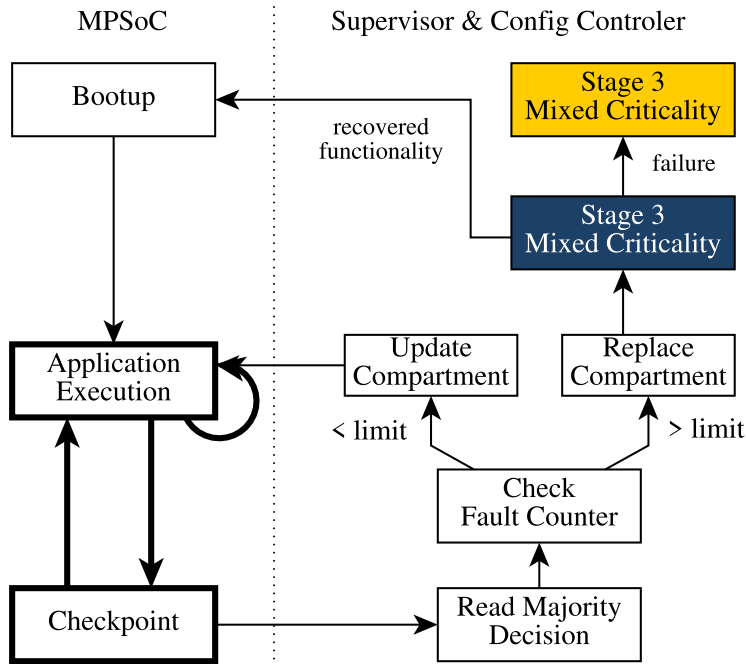 MPSoC
Supervisor & Config Controler
Bootup
Stage 3
Mixed Criticality
recovered
functionality
failure
Stage 3
Mixed Criticality
Application
Execution
Update
Compartment
Replace
Compartment
< limit
> limit
Check
Fault Counter
Checkpoint
Read Majority
Decision